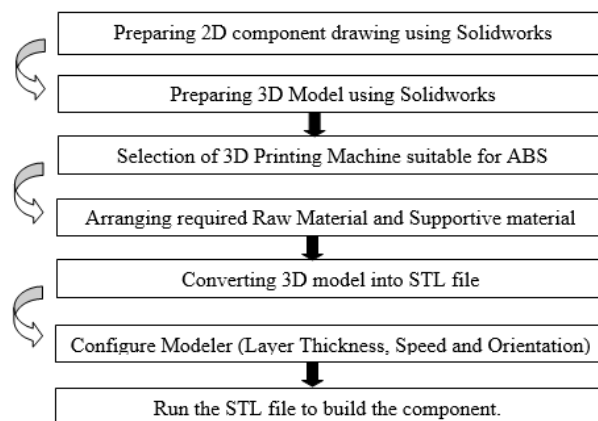 Preparing 2D component drawing using Solidworks
Preparing 3D Model using Solidworks
Selection of 3D Printing Machine suitable for ABS
Arranging required Raw Material and Supportive material
Converting 3D model into STL file
Configure Modeler (Layer Thickness, Speed and Orientation)
Run the STL file to build the component.